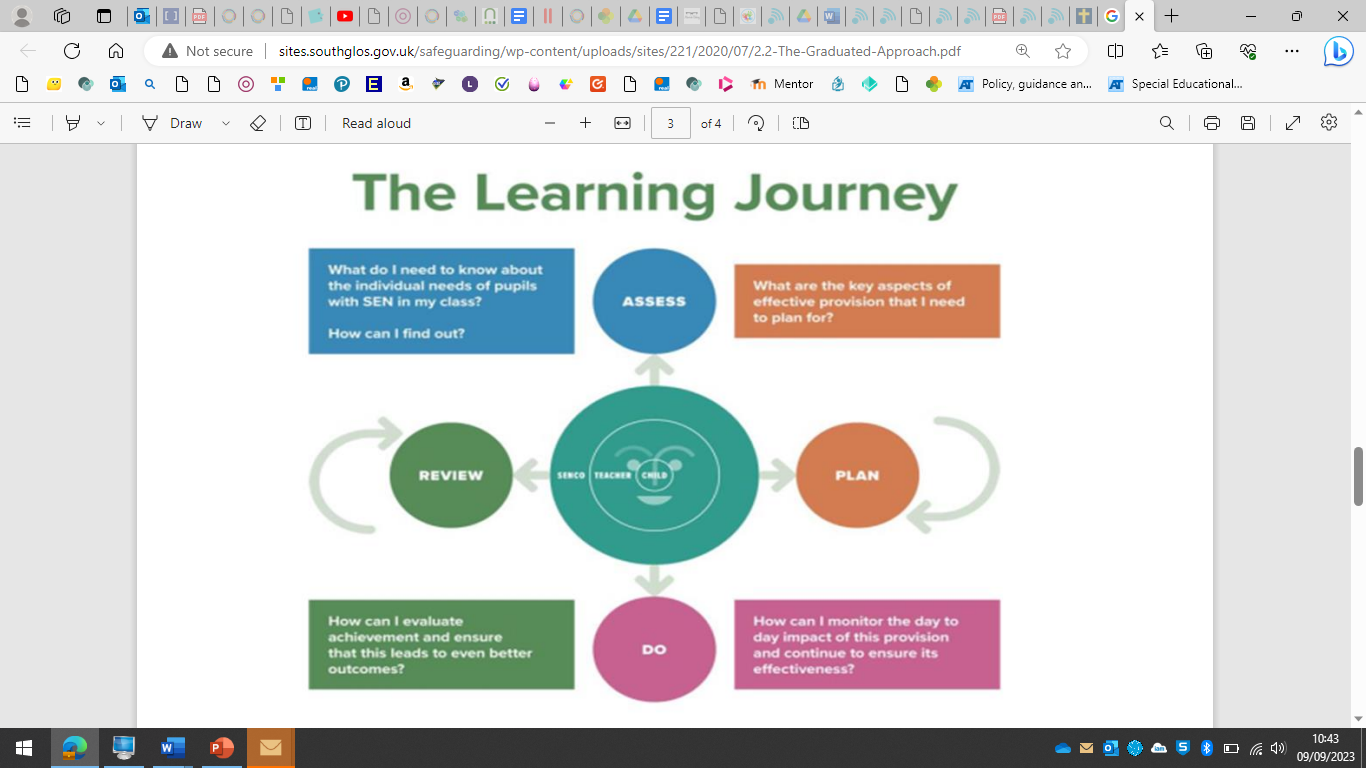 Not secure
sites.southglos.gov.uk/safeguarding/wp-content/uploads/sites/221/2020/07/2.2-The-Graduated-Approach.pdf
Mentor
Policy, guidance an...
Special Educational...
Draw
Read aloud
3
of 4
The Learning Journey
What do I need to know about
the individual needs of pupils
with SEN in my class?
How can I find out?
ASSESS
What are the key aspects of
effective provision that I need
to plan for?
REVIEW
SENCO
TEACHER
CHILD
PLAN
How can I evaluate
achievement and ensure
that this leads to even better
outcomes?
DO
How can I monitor the day to
day impact of this provision
and continue to ensure its
effectiveness?
10:43
09/09/2023